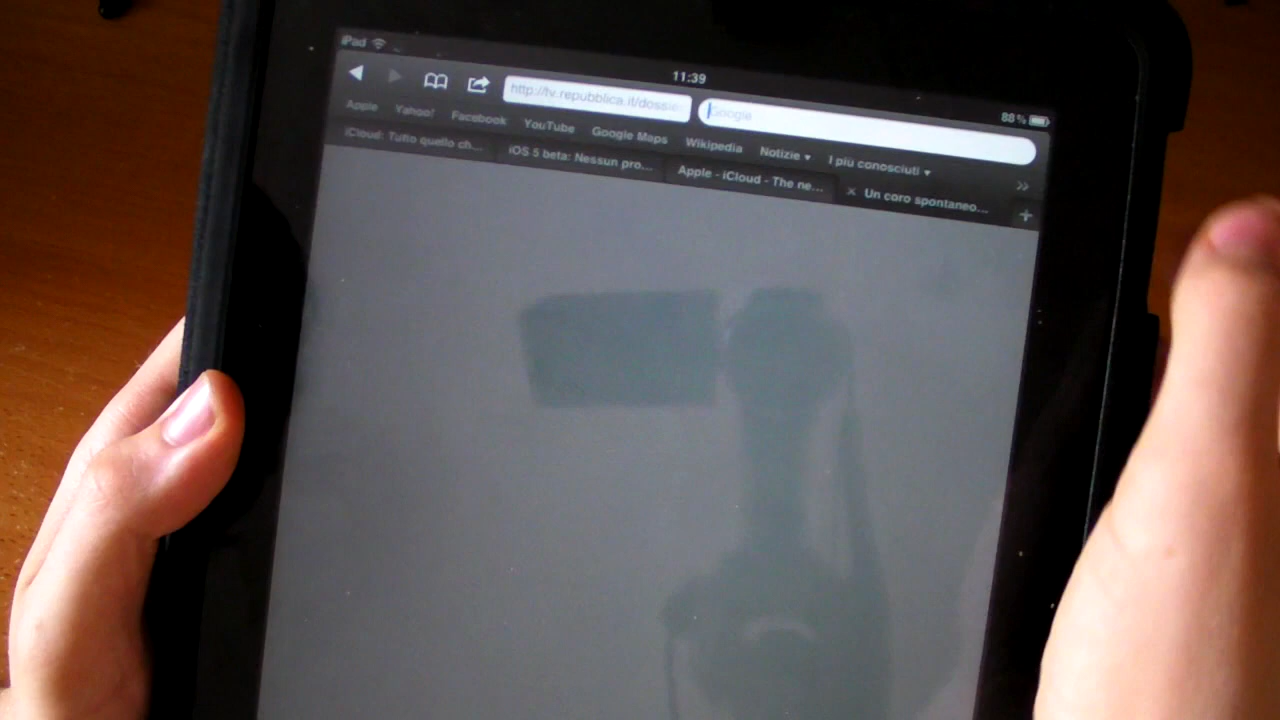 iPad 11:39 88%
http://tv.repubblica.it/dossie Google
Apple Yahoo! Facebook YouTube Google Maps Wikipedia Notizie I più conosciuti
iCloud: Tutto quello ch... iOS 5 beta: Nessun pro... Apple - iCloud - The ne... Un coro spontaneo...